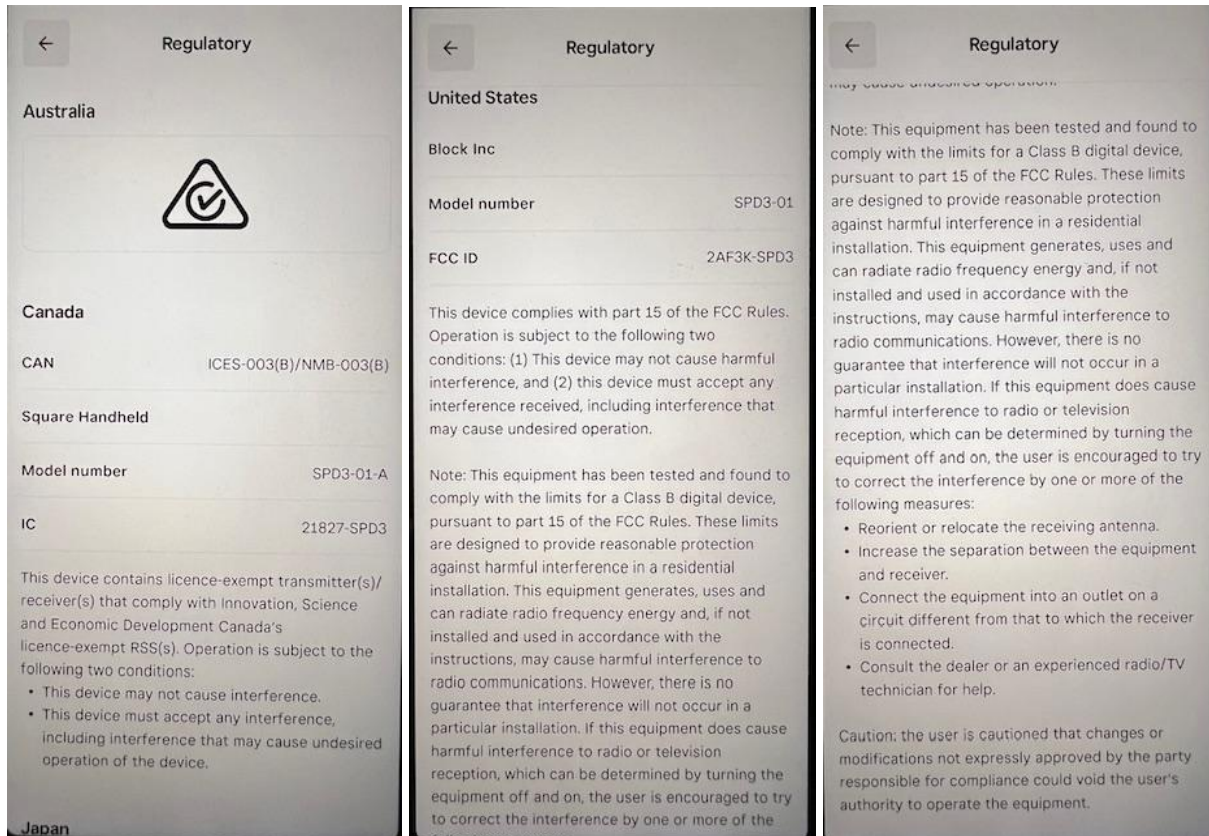 Regulatory
Australia
Canada
CAN ICES-003(B)/NMB-003(B)
Square Handheld
Model number SPD3-01-A
IC 21827-SPD3
This device contains licence-exempt transmitter(s)/
receiver(s) that comply with Innovation, Science
and Economic Development Canada's
licence-exempt RSS(s). Operation is subject to the
following two conditions:
• This device may not cause interference.
• This device must accept any interference,
including interference that may cause undesired
operation of the device.
Japan
Regulatory
United States
Block Inc
Model number SPD3-01
FCC ID 2AF3K-SPD3
This device complies with part 15 of the FCC Rules.
Operation is subject to the following two
conditions: (1) This device may not cause harmful
interference, and (2) this device must accept any
interference received, including interference that
may cause undesired operation.
Note: This equipment has been tested and found to
comply with the limits for a Class B digital device,
pursuant to part 15 of the FCC Rules. These limits
are designed to provide reasonable protection
against harmful interference in a residential
installation. This equipment generates, uses and
can radiate radio frequency energy and, if not
installed and used in accordance with the
instructions, may cause harmful interference to
radio communications. However, there is no
guarantee that interference will not occur in a
particular installation. If this equipment does cause
harmful interference to radio or television
reception, which can be determined by turning the
equipment off and on, the user is encouraged to try
to correct the interference by one or more of the
Regulatory
may cause undesired operation.
Note: This equipment has been tested and found to
comply with the limits for a Class B digital device,
pursuant to part 15 of the FCC Rules. These limits
are designed to provide reasonable protection
against harmful interference in a residential
installation. This equipment generates, uses and
can radiate radio frequency energy and, if not
installed and used in accordance with the
instructions, may cause harmful interference to
radio communications. However, there is no
guarantee that interference will not occur in a
particular installation. If this equipment does cause
harmful interference to radio or television
reception, which can be determined by turning the
equipment off and on, the user is encouraged to try
to correct the interference by one or more of the
following measures:
• Reorient or relocate the receiving antenna.
• Increase the separation between the equipment
and receiver.
• Connect the equipment into an outlet on a
circuit different from that to which the receiver
is connected.
• Consult the dealer or an experienced radio/TV
technician for help.
Caution: the user is cautioned that changes or
modifications not expressly approved by the party
responsible for compliance could void the user's
authority to operate the equipment.